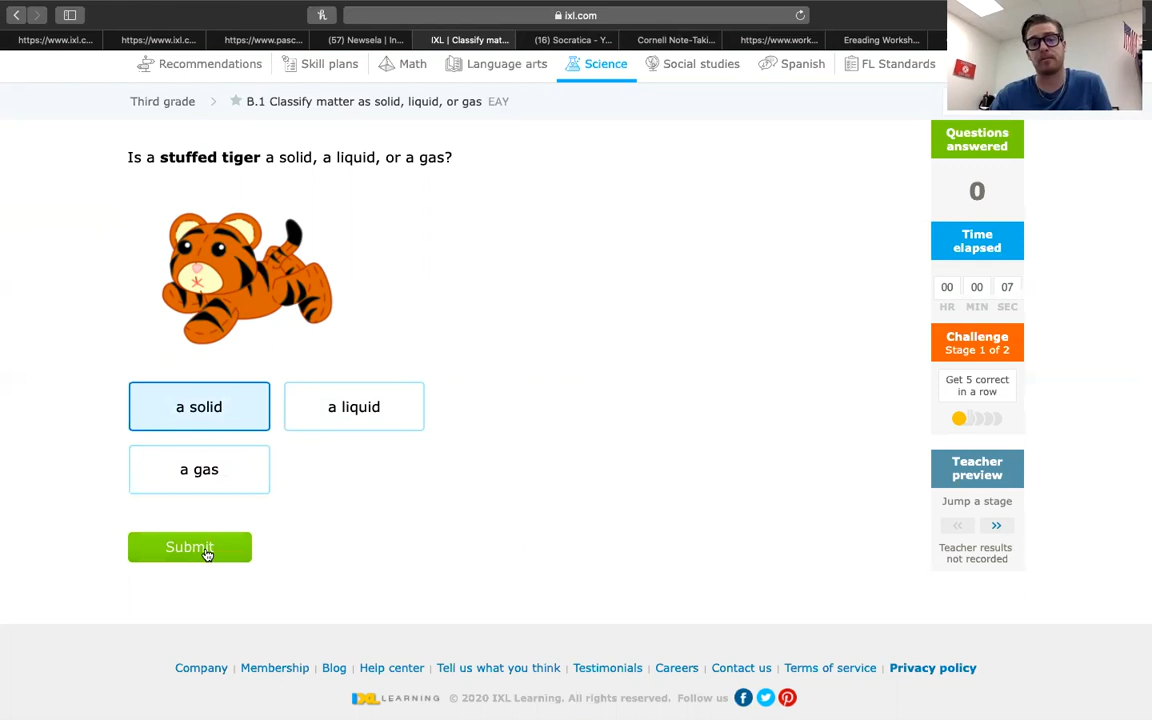 ixl.com
https://www.ixl.c...
https://www.ixl.c...
https://www.pasc...
(57) Newsela | In...
IXL | Classify mat...
(16) Socratica - Y...
Cornell Note-Taki...
https://www.work...
Ereading Worksh...
Recommendations
Skill plans
Math
Language arts
Science
Social studies
Spanish
FL Standards
Third grade > B.1 Classify matter as solid, liquid, or gas EAY
Is a stuffed tiger a solid, a liquid, or a gas?
a solid
a liquid
a gas
Submit
Questions
answered
0
Time
elapsed
00 00 07
HR MIN SEC
Challenge
Stage 1 of 2
Get 5 correct
in a row
Teacher
preview
Jump a stage
<< >>
Teacher results
not recorded
Company | Membership | Blog | Help center | Tell us what you think | Testimonials | Careers | Contact us | Terms of service | Privacy policy
IXL LEARNING © 2020 IXL Learning. All rights reserved. Follow us